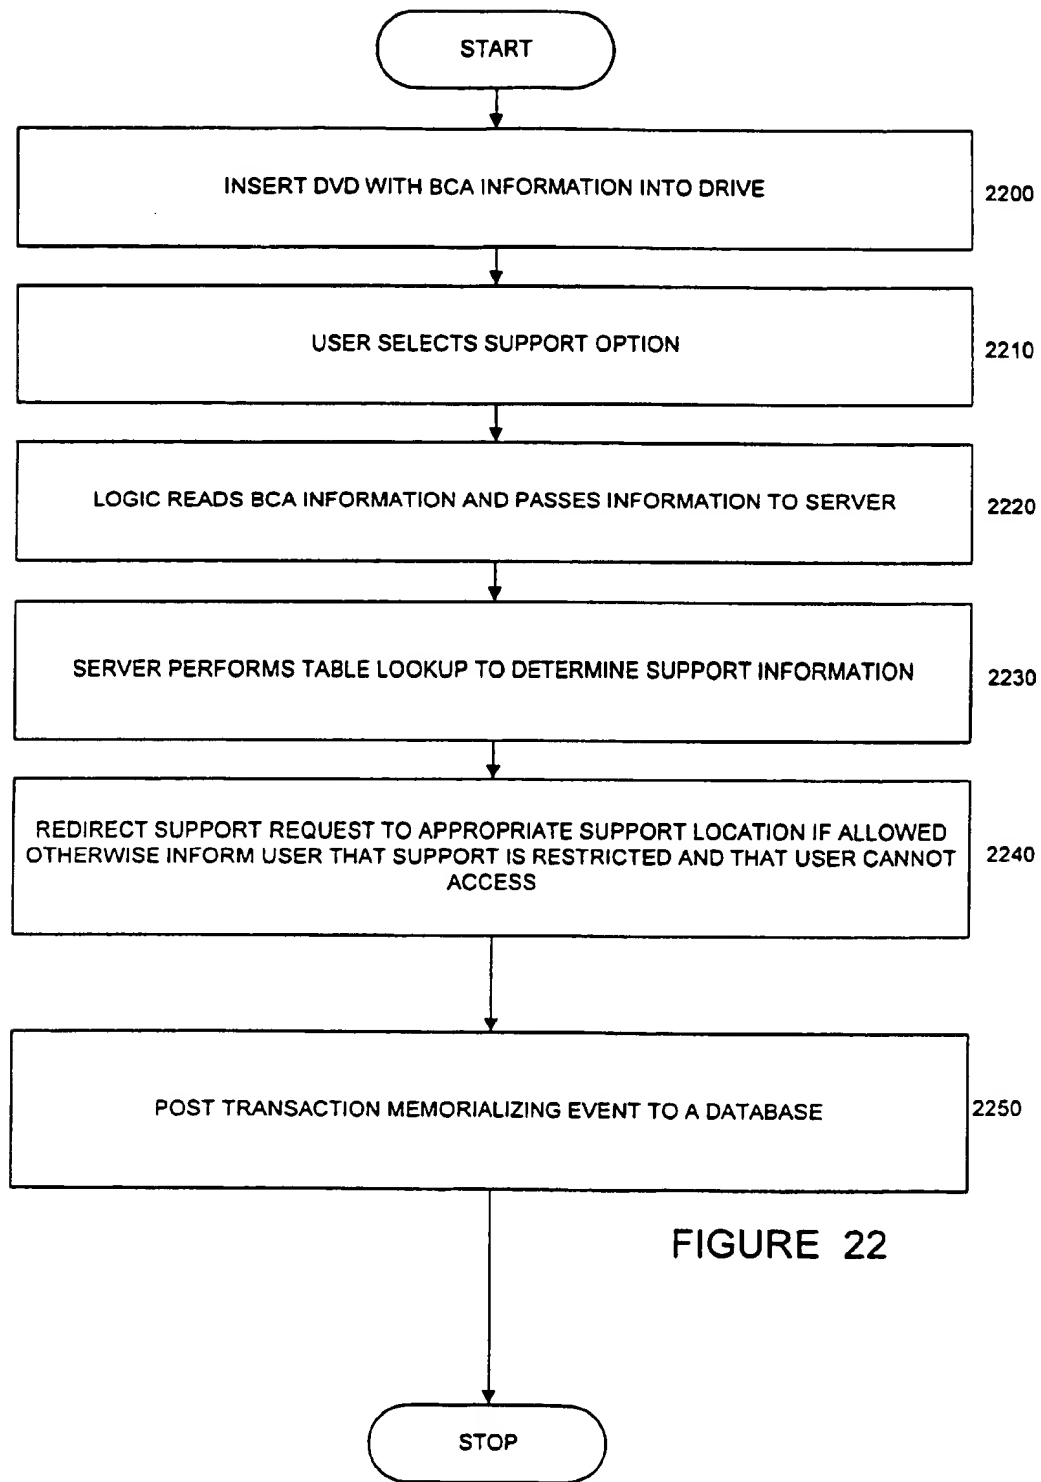 START
INSERT DVD WITH BCA INFORMATION INTO DRIVE
2200
USER SELECTS SUPPORT OPTION
2210
LOGIC READS BCA INFORMATION AND PASSES INFORMATION TO SERVER
2220
SERVER PERFORMS TABLE LOOKUP TO DETERMINE SUPPORT INFORMATION
2230
REDIRECT SUPPORT REQUEST TO APPROPRIATE SUPPORT LOCATION IF ALLOWED
OTHERWISE INFORM USER THAT SUPPORT IS RESTRICTED AND THAT USER CANNOT
ACCESS
2240
POST TRANSACTION MEMORIALIZING EVENT TO A DATABASE
2250
FIGURE 22
STOP